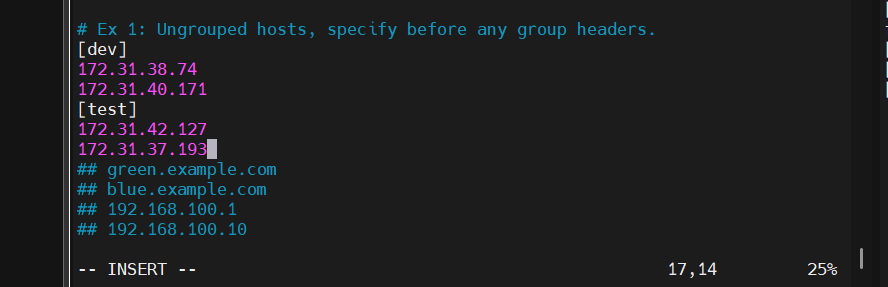 # Ex 1: Ungrouped hosts, specify before any group headers.
[dev]
172.31.38.74
172.31.40.171
[test]
172.31.42.127
172.31.37.193
## green.example.com
## blue.example.com
## 192.168.100.1
## 192.168.100.10
-- INSERT -- 17,14 25%